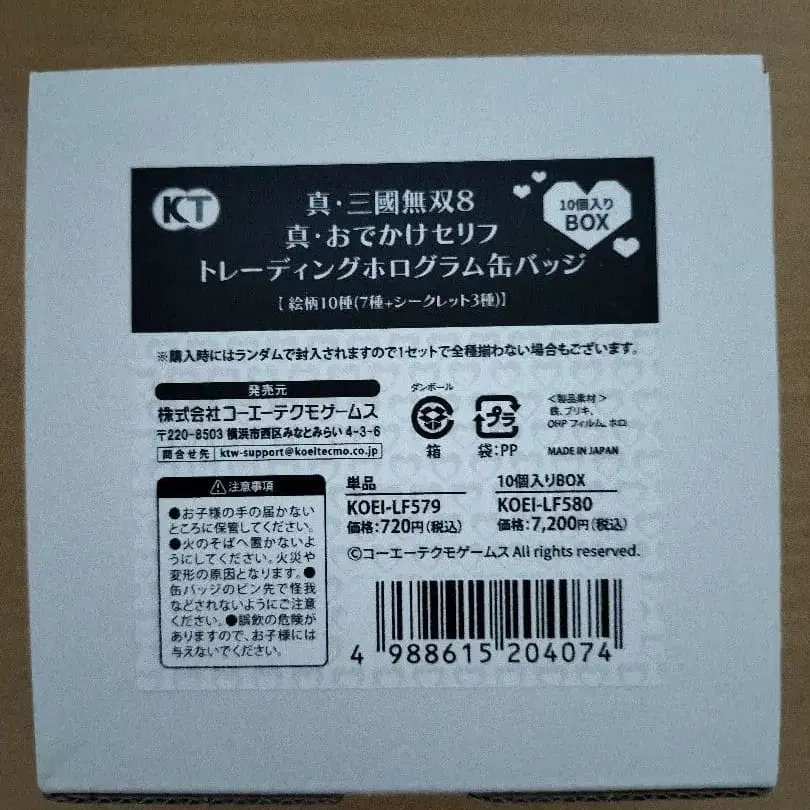 KT
真・三國無双8
真・おでかけセリフ
トレーディングホログラム缶バッジ
【 絵柄10種(7種+シークレット3種)】
10個入り
BOX
※購入時にはランダムで封入されますので1セットで全種揃わない場合もございます。
発売元
株式会社コーエーテクモゲームス
〒220-8503 横浜市西区みなとみらい 4-3-6
問合せ先 ktw-support@koeitecmo.co.jp
ダンボール
箱
プラ
袋:PP
＜製品素材＞
鉄、ブリキ、
OHP フィルム、ホロ
MADE IN JAPAN
注意事項
●お子様の手の届かない
ところに保管してください。
●火のそばへ置かないよ
うにしてください。火災や
変形の原因となります。●
缶バッジのピン先で怪我
などされないようにご注意
ください。●誤飲の危険が
ありますので、お子様には
与えないでください。
単品
KOEI-LF579
価格:720円(税込)
10個入りBOX
KOEI-LF580
価格:7,200円(税込)
©コーエーテクモゲームス All rights reserved.
4 988615 204074